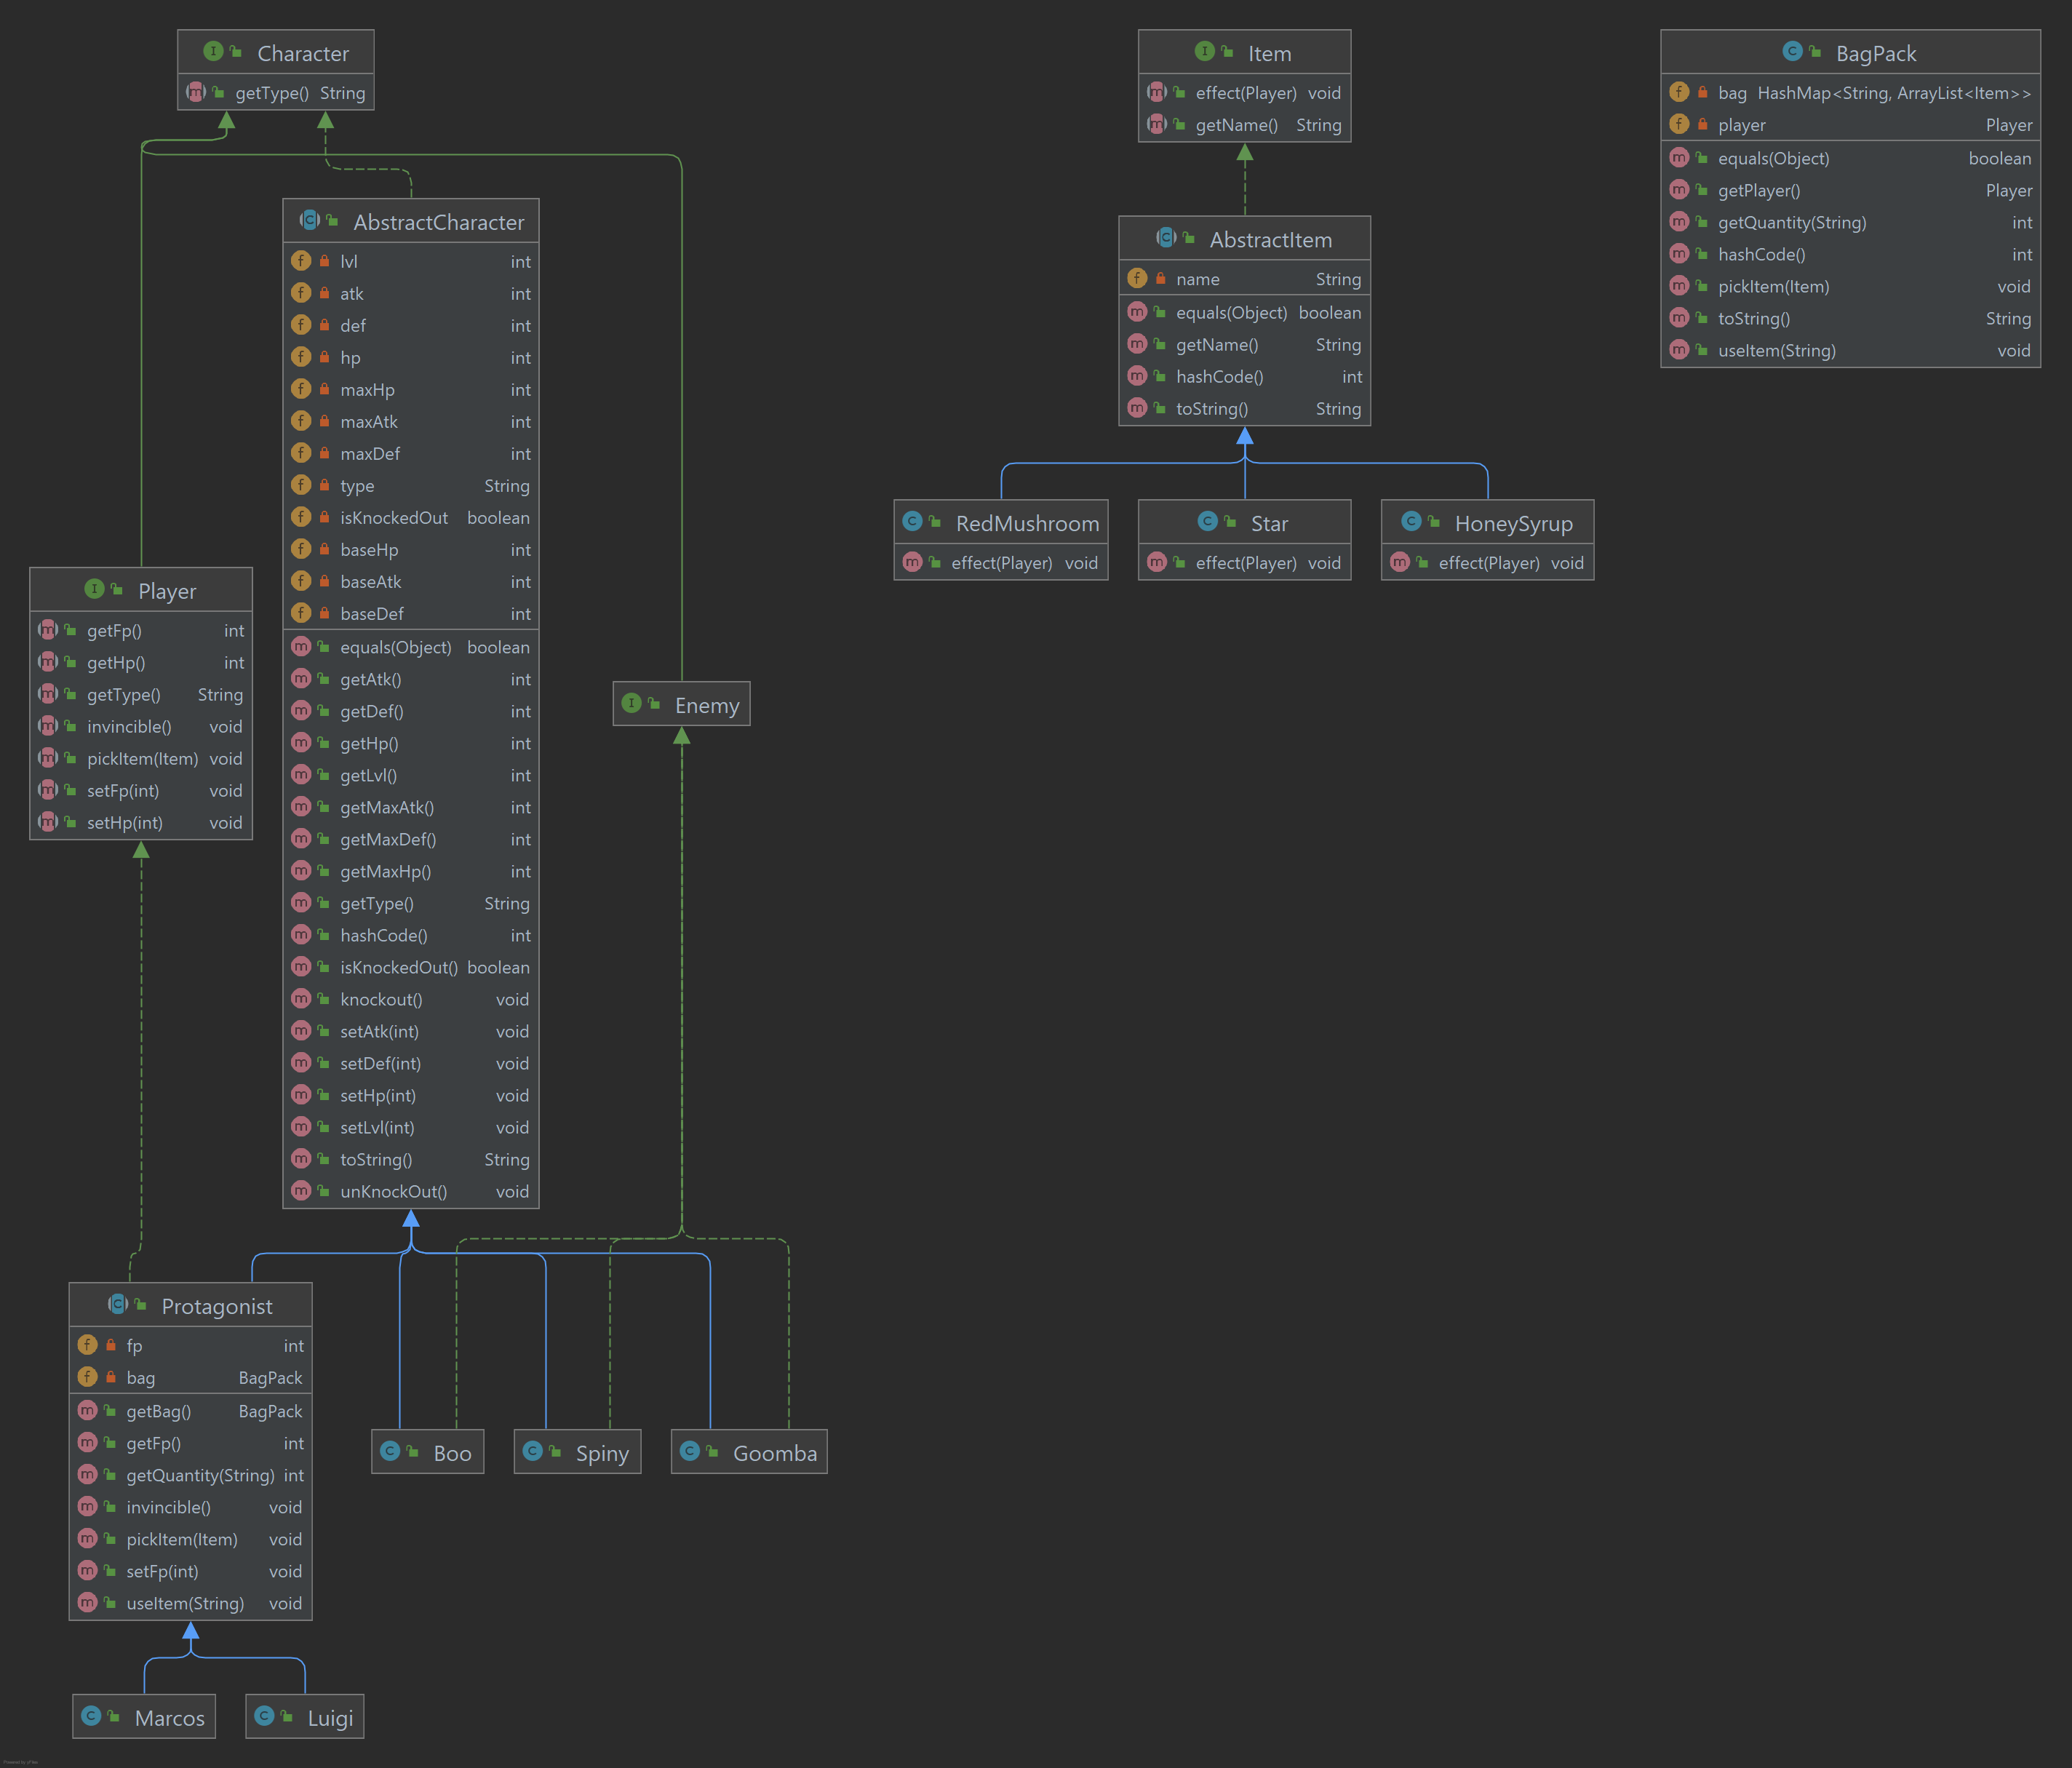 Character
getType() String
Item
effect(Player) void
getName() String
BagPack
bag HashMap<String, ArrayList<Item>>
player Player
equals(Object) boolean
getPlayer() Player
getQuantity(String) int
hashCode() int
pickItem(Item) void
toString() String
useItem(String) void
AbstractCharacter
lvl int
atk int
def int
hp int
maxHp int
maxAtk int
maxDef int
type String
isKnockedOut boolean
baseHp int
baseAtk int
baseDef int
equals(Object) boolean
getAtk() int
getDef() int
getHp() int
getLvl() int
getMaxAtk() int
getMaxDef() int
getMaxHp() int
getType() String
hashCode() int
isKnockedOut() boolean
knockout() void
setAtk(int) void
setDef(int) void
setHp(int) void
setLvl(int) void
toString() String
unKnockOut() void
AbstractItem
name String
equals(Object) boolean
getName() String
hashCode() int
toString() String
RedMushroom
effect(Player) void
Star
effect(Player) void
HoneySyrup
effect(Player) void
Player
getFp() int
getHp() int
getType() String
invincible() void
pickItem(Item) void
setFp(int) void
setHp(int) void
Enemy
Protagonist
fp int
bag BagPack
getBag() BagPack
getFp() int
getQuantity(String) int
invincible() void
pickItem(Item) void
setFp(int) void
useItem(String) void
Boo
Spiny
Goomba
Marcos
Luigi
Powered by yFiles